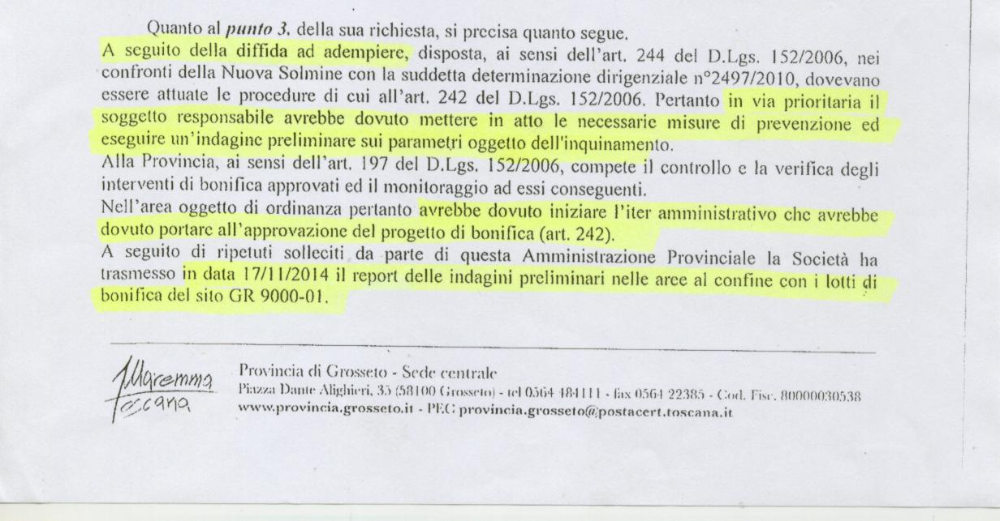 Quanto al punto 3. della sua richiesta, si precisa quanto segue.
A seguito della diffida ad adempiere, disposta, ai sensi dell'art. 244 del D.Lgs. 152/2006, nei
confronti della Nuova Solmine con la suddetta determinazione dirigenziale n°2497/2010, dovevano
essere attuate le procedure di cui all'art. 242 del D.Lgs. 152/2006. Pertanto in via prioritaria il
soggetto responsabile avrebbe dovuto mettere in atto le necessarie misure di prevenzione ed
eseguire un'indagine preliminare sui parametri oggetto dell'inquinamento.
Alla Provincia, ai sensi dell'art. 197 del D.Lgs. 152/2006, compete il controllo e la verifica degli
interventi di bonifica approvati ed il monitoraggio ad essi conseguenti.
Nell'area oggetto di ordinanza pertanto avrebbe dovuto iniziare l'iter amministrativo che avrebbe
dovuto portare all'approvazione del progetto di bonifica (art. 242).
A seguito di ripetuti solleciti da parte di questa Amministrazione Provinciale la Società ha
trasmesso in data 17/11/2014 il report delle indagini preliminari nelle aree al confine con i lotti di
bonifica del sito GR 9000-01.
Maremma
Toscana
Provincia di Grosseto - Sede centrale
Piazza Dante Alighieri, 35 (58100 Grosseto) - tel 0564 484111 - fax 0564 22385 - Cod. Fisc. 80000030538
www.provincia.grosseto.it - PEC provincia.grosseto@postacert.toscana.it